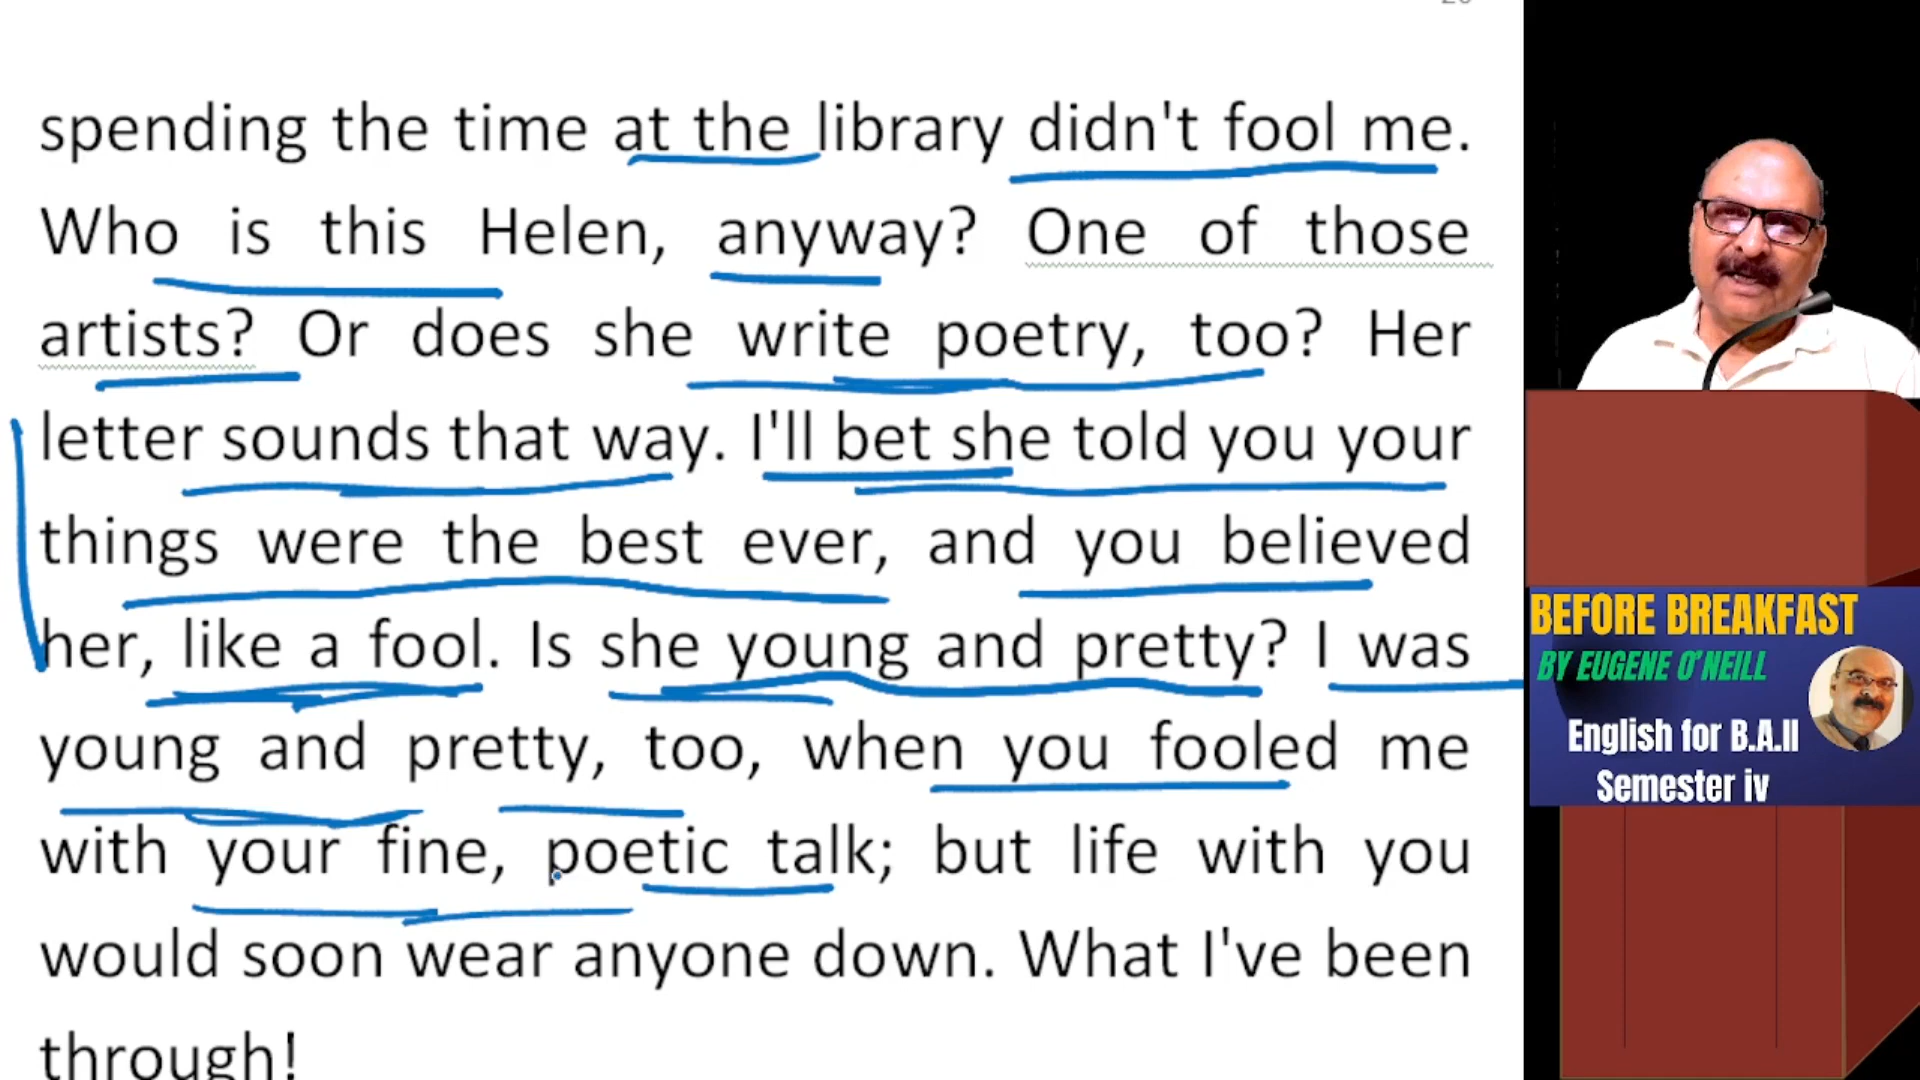 spending the time at the library didn't fool me.
Who is this Helen, anyway? One of those
artists? Or does she write poetry, too? Her
letter sounds that way. I'll bet she told you your
things were the best ever, and you believed
her, like a fool. Is she young and pretty? I was
young and pretty, too, when you fooled me
with your fine, poetic talk; but life with you
would soon wear anyone down. What I've been
through!
BEFORE BREAKFAST
BY EUGENE O'NEILL
English for B.A.II
Semester iv